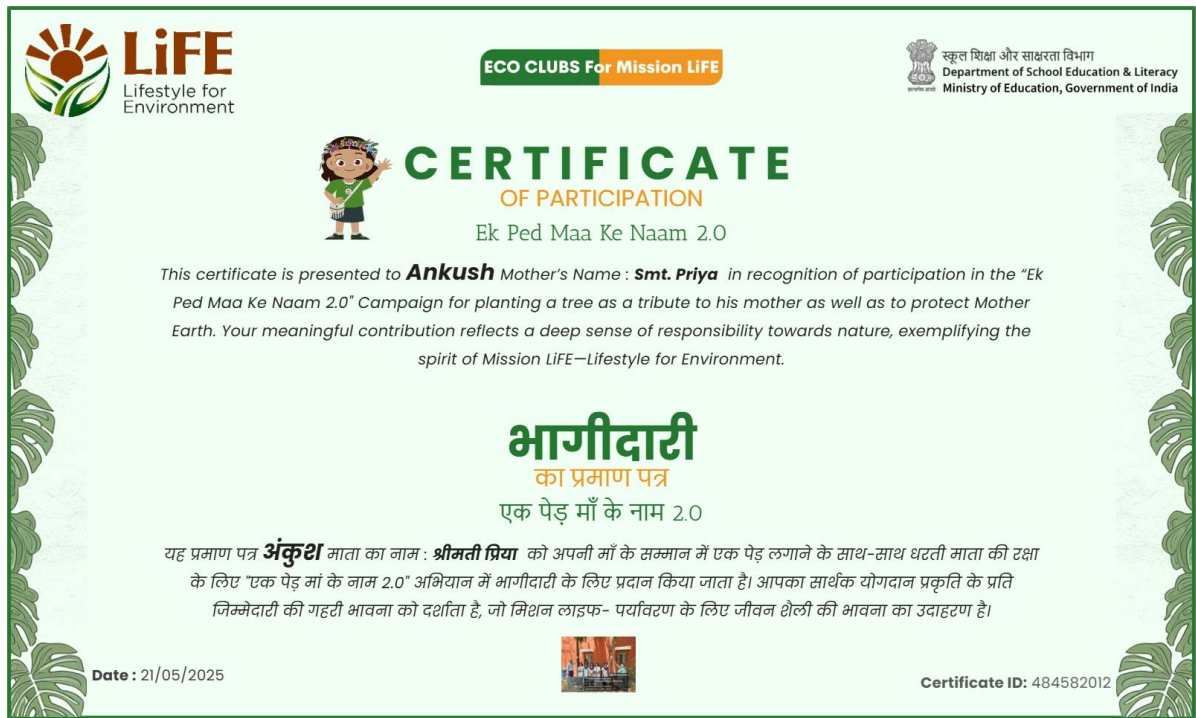 LiFE
Lifestyle for
Environment
ECO CLUBS For Mission LiFE
स्कूल शिक्षा और साक्षरता विभाग
Department of School Education & Literacy
Ministry of Education, Government of India
सत्यमेव जयते
CERTIFICATE
OF PARTICIPATION
Ek Ped Maa Ke Naam 2.0
This certificate is presented to Ankush Mother's Name : Smt. Priya in recognition of participation in the “Ek
Ped Maa Ke Naam 2.0" Campaign for planting a tree as a tribute to his mother as well as to protect Mother
Earth. Your meaningful contribution reflects a deep sense of responsibility towards nature, exemplifying the
spirit of Mission LiFE—Lifestyle for Environment.
भागीदारी
का प्रमाण पत्र
एक पेड़ माँ के नाम 2.0
यह प्रमाण पत्र अंकुश माता का नाम : श्रीमती प्रिया को अपनी माँ के सम्मान में एक पेड़ लगाने के साथ-साथ धरती माता की रक्षा
के लिए "एक पेड़ मां के नाम 2.0" अभियान में भागीदारी के लिए प्रदान किया जाता है। आपका सार्थक योगदान प्रकृति के प्रति
जिम्मेदारी की गहरी भावना को दर्शाता है, जो मिशन लाइफ- पर्यावरण के लिए जीवन शैली की भावना का उदाहरण है।
Date : 21/05/2025
Certificate ID: 484582012